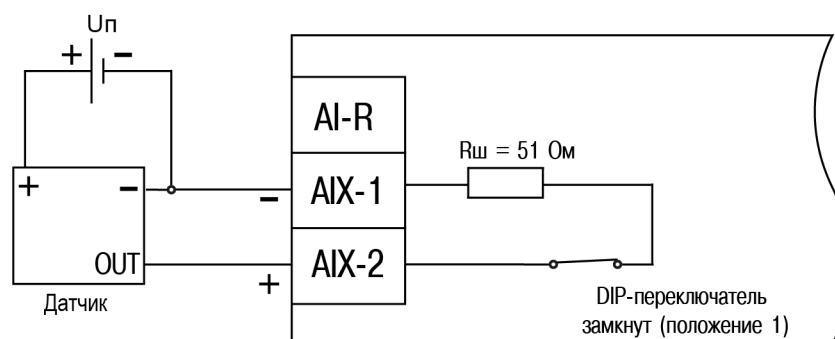 Uп
+ −
AI-R
Rш = 51 Ом
+ −
−
AIX-1
OUT
+
AIX-2
Датчик
DIP-переключатель
замкнут (положение 1)